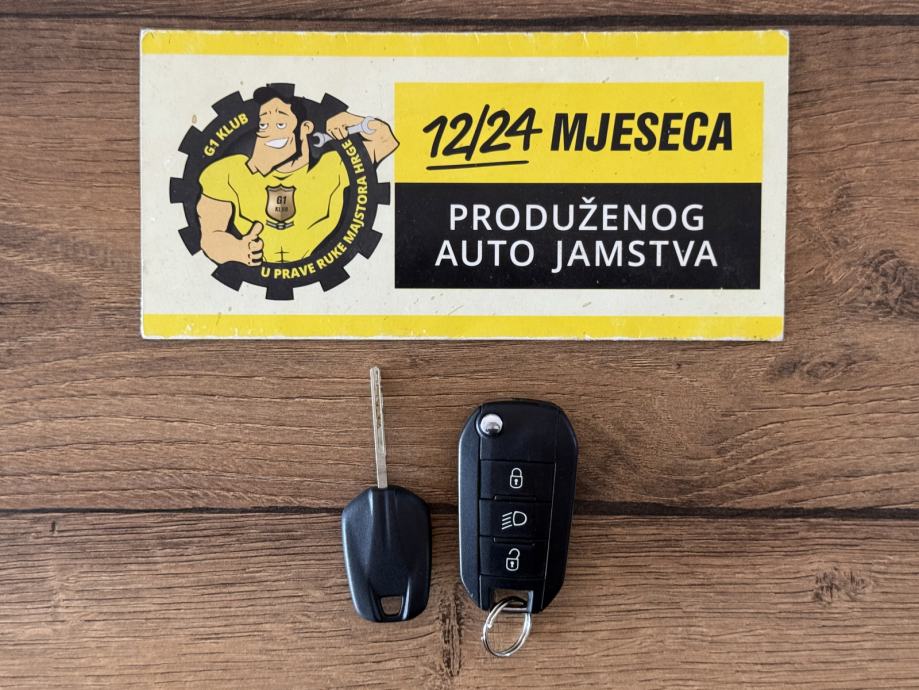 G1 KLUB
G1
KLUB
U PRAVE RUKE MAJSTORA HRGE
12/24 MJESECA
PRODUŽENOG
AUTO JAMSTVA